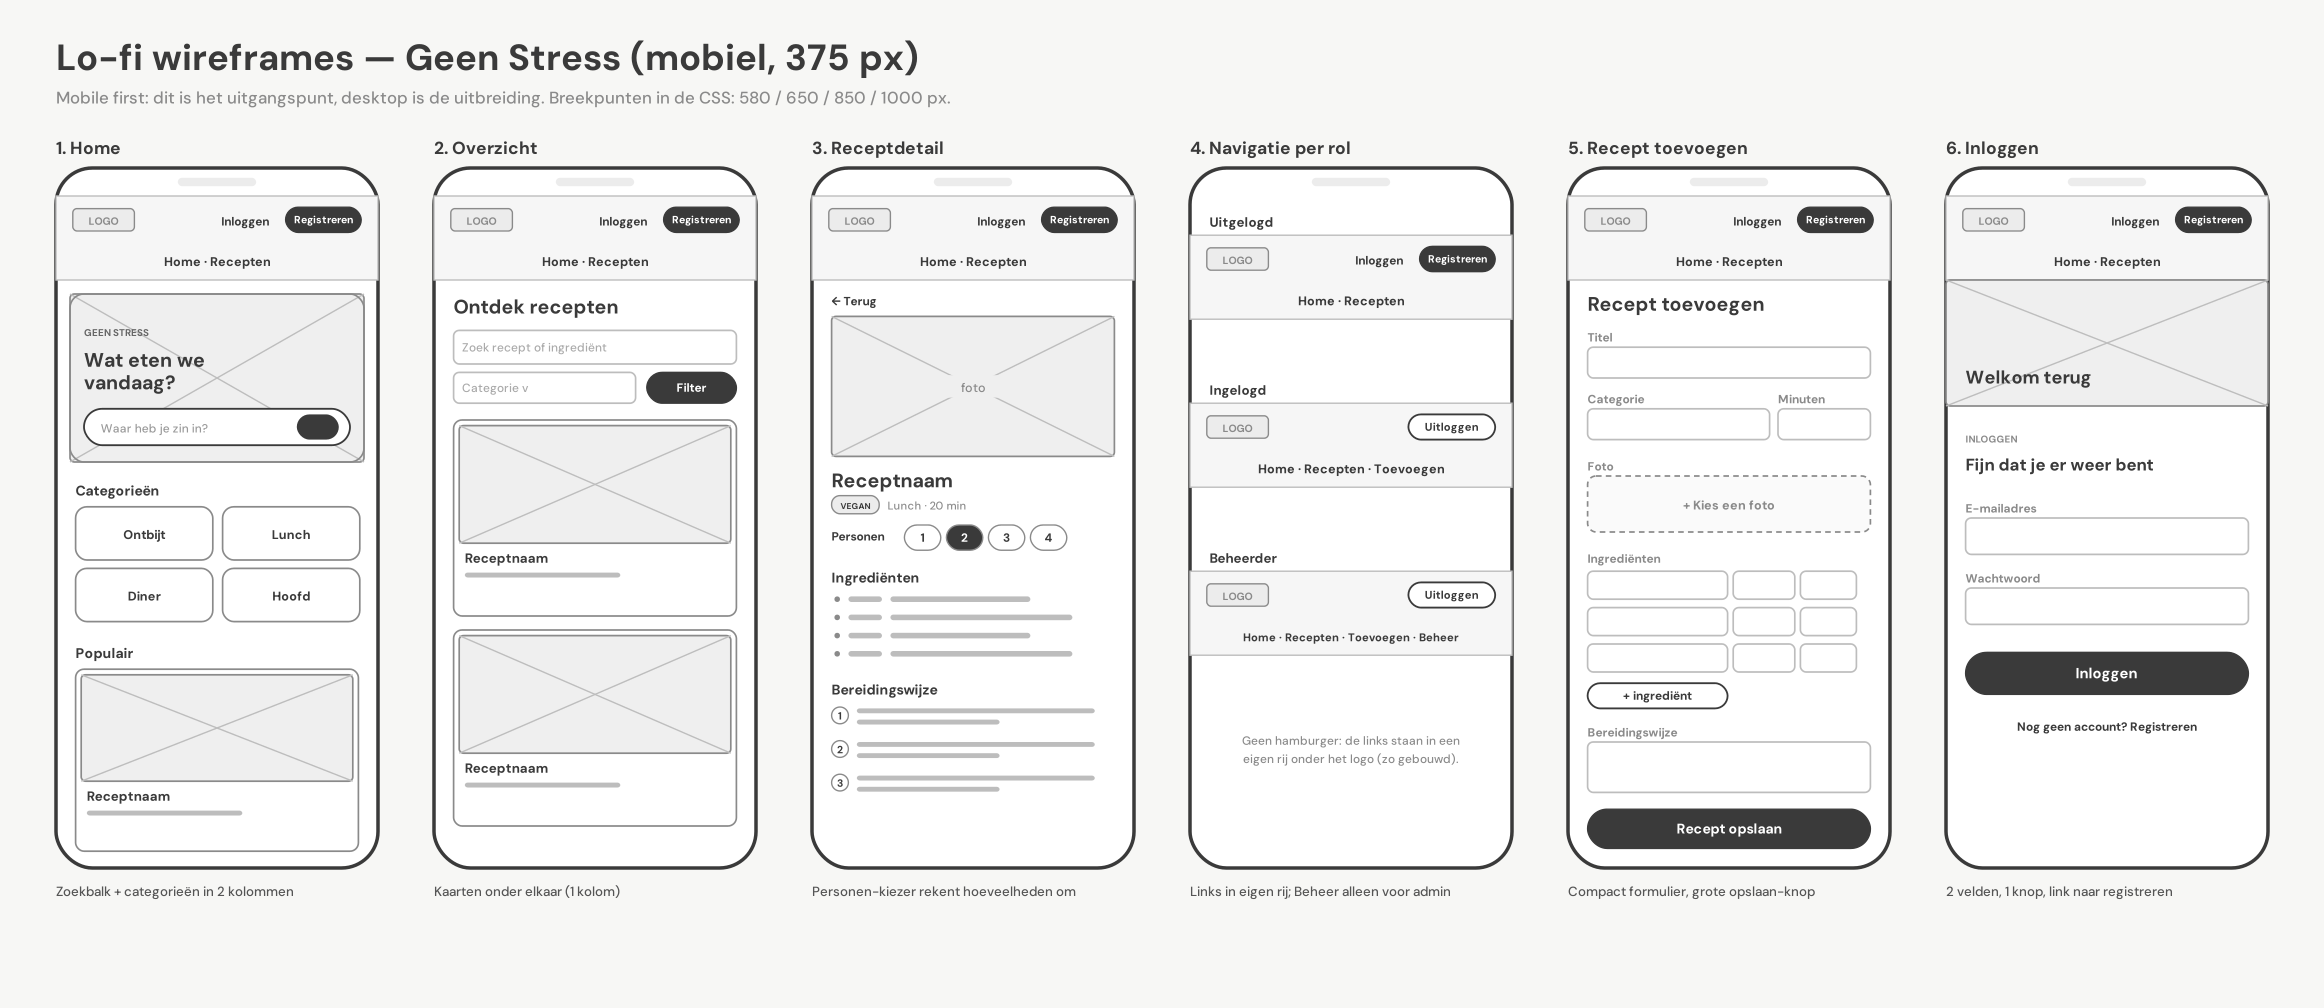 Lo-fi wireframes — Geen Stress (mobiel, 375 px)
Mobile first: dit is het uitgangspunt, desktop is de uitbreiding. Breekpunten in de CSS: 580 / 650 / 850 / 1000 px.
1. Home
LOGO
Inloggen
Registreren
Home · Recepten
GEEN STRESS
Wat eten we
vandaag?
Waar heb je zin in?
Categorieën
Ontbijt
Lunch
Diner
Hoofd
Populair
Receptnaam
Zoekbalk + categorieën in 2 kolommen
2. Overzicht
LOGO
Inloggen
Registreren
Home · Recepten
Ontdek recepten
Zoek recept of ingrediënt
Categorie v
Filter
Receptnaam
Receptnaam
Kaarten onder elkaar (1 kolom)
3. Receptdetail
LOGO
Inloggen
Registreren
Home · Recepten
← Terug
foto
Receptnaam
VEGAN
Lunch · 20 min
Personen
1
2
3
4
Ingrediënten
Bereidingswijze
1
2
3
Personen-kiezer rekent hoeveelheden om
4. Navigatie per rol
Uitgelogd
LOGO
Inloggen
Registreren
Home · Recepten
Ingelogd
LOGO
Uitloggen
Home · Recepten · Toevoegen
Beheerder
LOGO
Uitloggen
Home · Recepten · Toevoegen · Beheer
Geen hamburger: de links staan in een
eigen rij onder het logo (zo gebouwd).
Links in eigen rij; Beheer alleen voor admin
5. Recept toevoegen
LOGO
Inloggen
Registreren
Home · Recepten
Recept toevoegen
Titel
Categorie
Minuten
Foto
+ Kies een foto
Ingrediënten
+ ingrediënt
Bereidingswijze
Recept opslaan
Compact formulier, grote opslaan-knop
6. Inloggen
LOGO
Inloggen
Registreren
Home · Recepten
Welkom terug
INLOGGEN
Fijn dat je er weer bent
E-mailadres
Wachtwoord
Inloggen
Nog geen account? Registreren
2 velden, 1 knop, link naar registreren